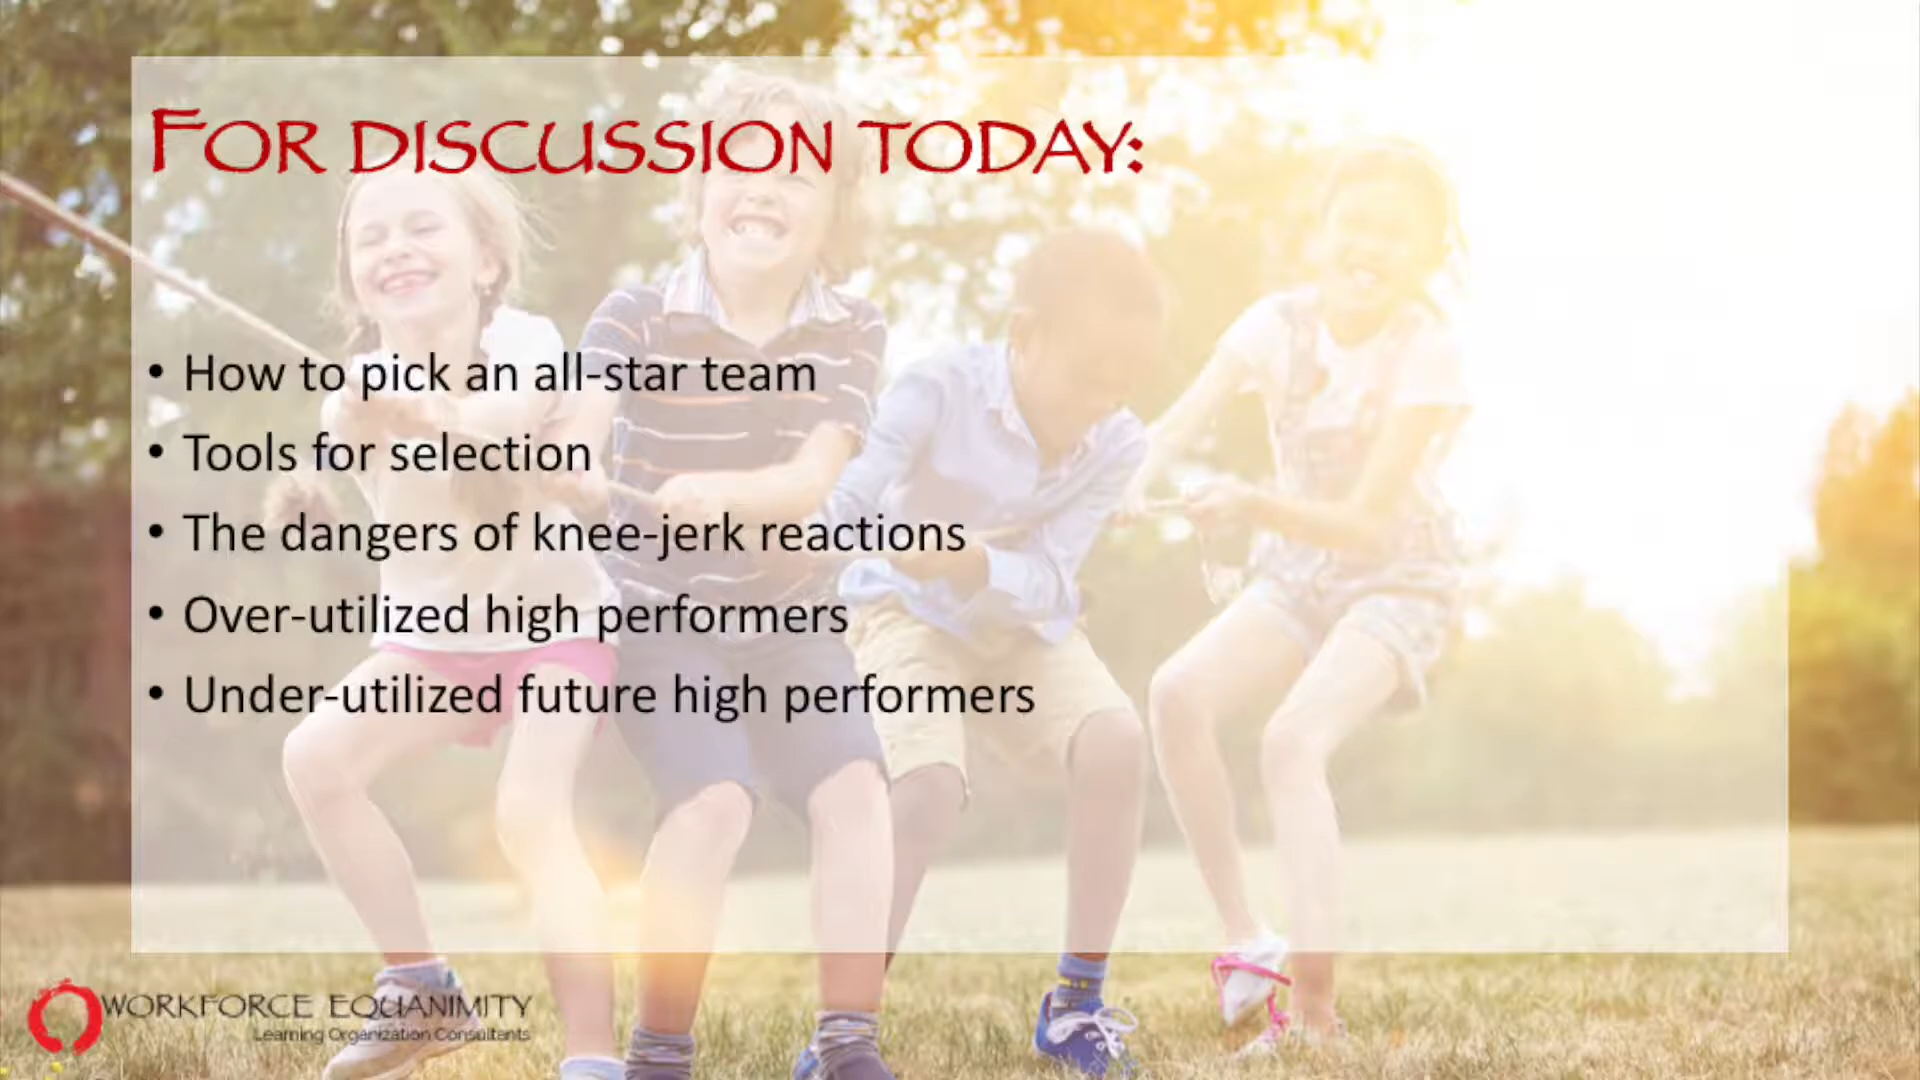 FOR DISCUSSION TODAY:
• How to pick an all-star team
• Tools for selection
• The dangers of knee-jerk reactions
• Over-utilized high performers
• Under-utilized future high performers
WORKFORCE EQUANIMITY
Learning Organization Consultants